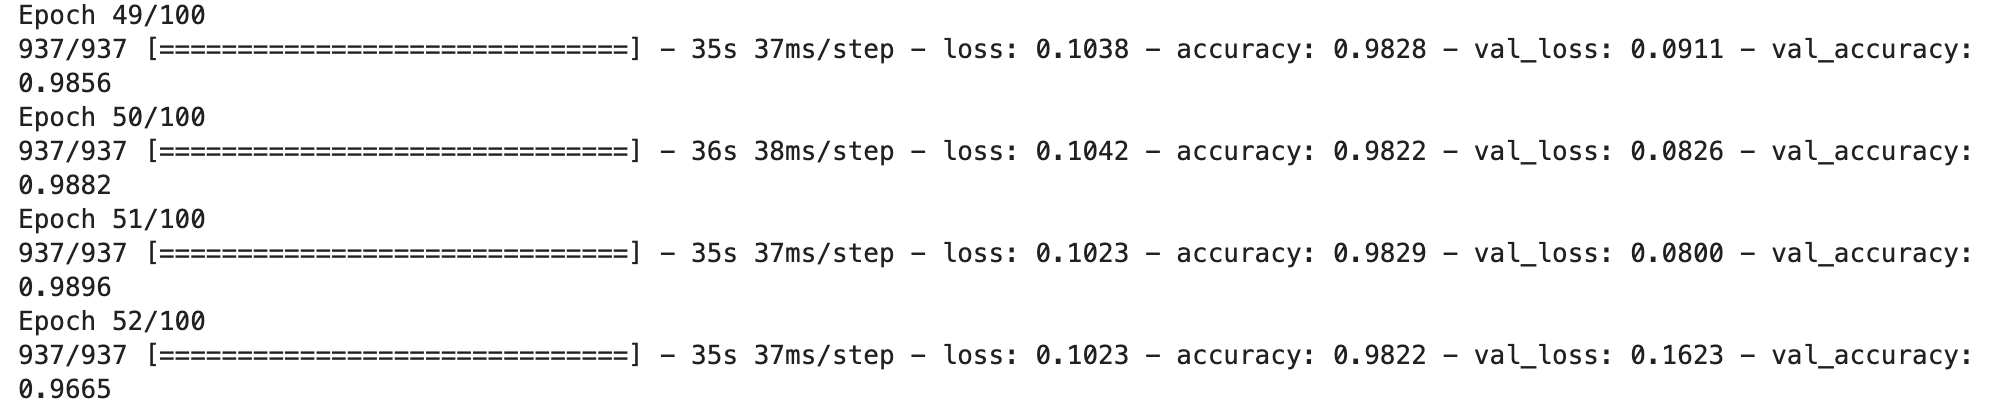 Epoch 49/100
937/937 [==============================] - 35s 37ms/step - loss: 0.1038 - accuracy: 0.9828 - val_loss: 0.0911 - val_accuracy:
0.9856
Epoch 50/100
937/937 [==============================] - 36s 38ms/step - loss: 0.1042 - accuracy: 0.9822 - val_loss: 0.0826 - val_accuracy:
0.9882
Epoch 51/100
937/937 [==============================] - 35s 37ms/step - loss: 0.1023 - accuracy: 0.9829 - val_loss: 0.0800 - val_accuracy:
0.9896
Epoch 52/100
937/937 [==============================] - 35s 37ms/step - loss: 0.1023 - accuracy: 0.9822 - val_loss: 0.1623 - val_accuracy:
0.9665